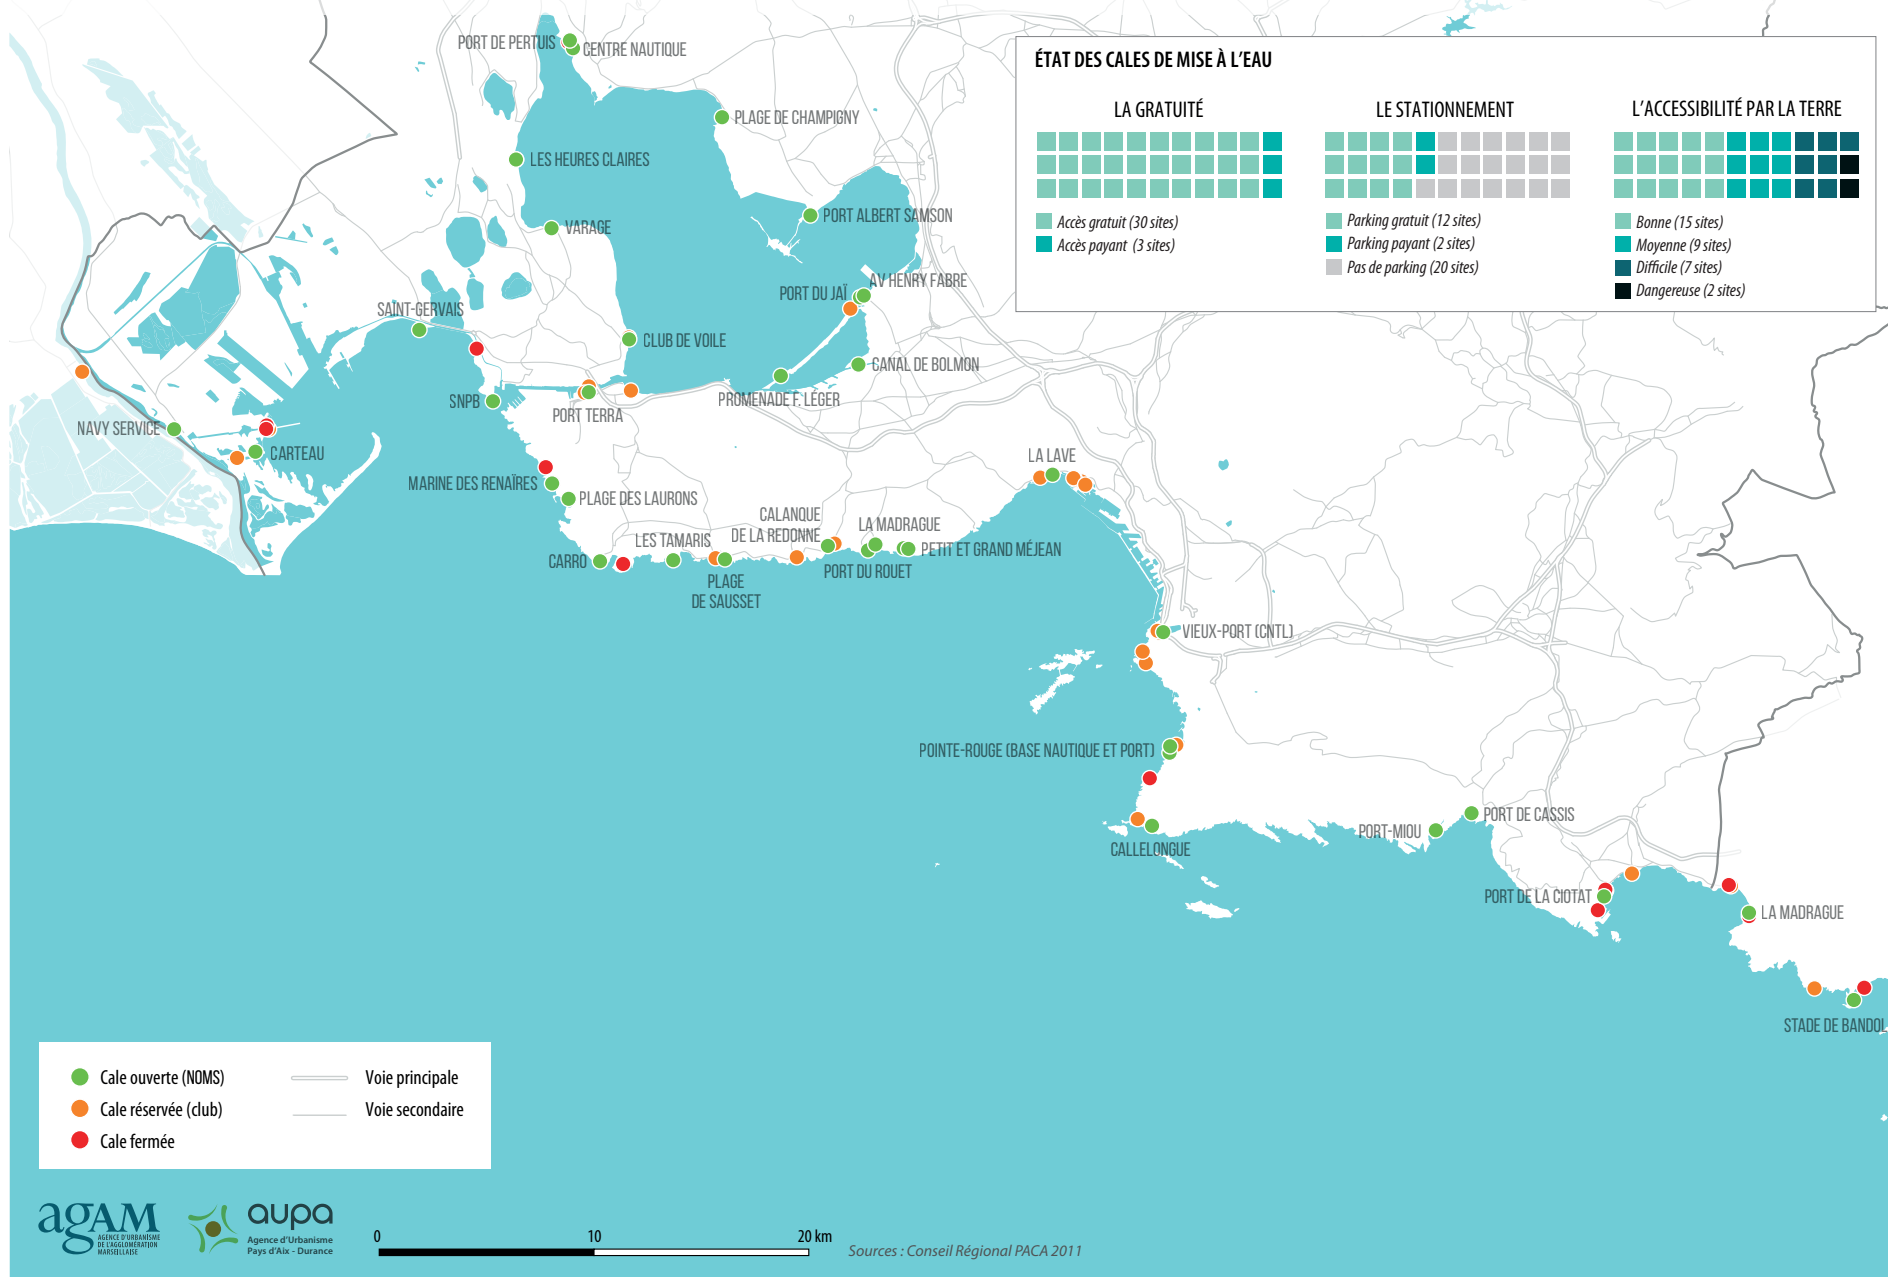 PORT DE PERTUIS
CENTRE NAUTIQUE
PLAGE DE CHAMPIGNY
LES HEURES CLAIRES
PORT ALBERT SAMSON
VARAGE
AV HENRY FABRE
PORT DU JAÏ
SAINT-GERVAIS
CLUB DE VOILE
CANAL DE BOLMON
SNPB
PORT TERRA
PROMENADE F. LÉGER
NAVY SERVICE
CARTEAU
LA LAVE
MARINE DES RENAÏRES
PLAGE DES LAURONS
CALANQUE
DE LA REDONNE
LA MADRAGUE
LES TAMARIS
PETIT ET GRAND MÉJEAN
CARRO
PORT DU ROUET
PLAGE
DE SAUSSET
VIEUX-PORT (CNTL)
POINTE-ROUGE (BASE NAUTIQUE ET PORT)
PORT DE CASSIS
PORT-MIOU
CALLELONGUE
PORT DE LA CIOTAT
LA MADRAGUE
STADE DE BANDOL
ÉTAT DES CALES DE MISE À L'EAU
LA GRATUITÉ
Accès gratuit (30 sites)
Accès payant (3 sites)
LE STATIONNEMENT
Parking gratuit (12 sites)
Parking payant (2 sites)
Pas de parking (20 sites)
L'ACCESSIBILITÉ PAR LA TERRE
Bonne (15 sites)
Moyenne (9 sites)
Difficile (7 sites)
Dangereuse (2 sites)
Cale ouverte (NOMS)
Cale réservée (club)
Cale fermée
Voie principale
Voie secondaire
agAM
AGENCE D'URBANISME
DE L'AGGLOMÉRATION
MARSEILLAISE
aupa
Agence d'Urbanisme
Pays d'Aix - Durance
0 10 20 km
Sources : Conseil Régional PACA 2011